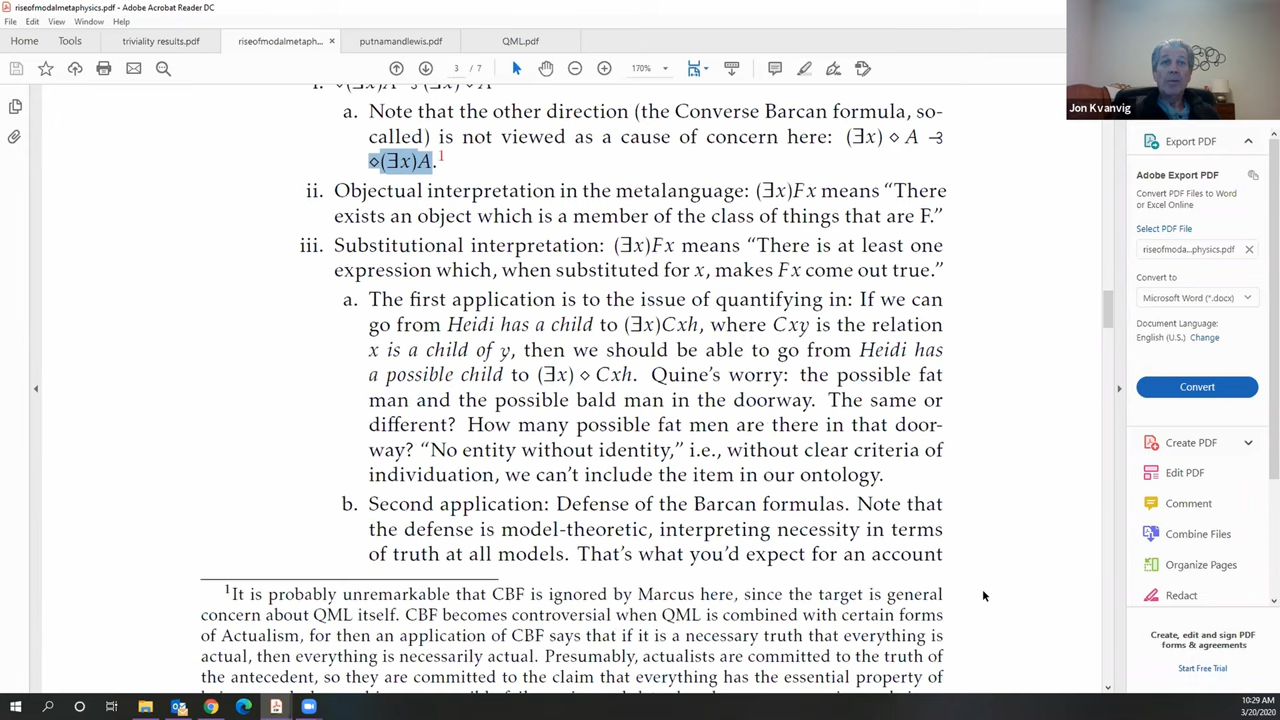 riseofmodalmetaphysics.pdf - Adobe Acrobat Reader DC
File Edit View Window Help
Home Tools triviality results.pdf riseofmodalmetaph... × putnamandlewis.pdf QML.pdf
3 / 7 170%
Jon Kvanvig
a. Note that the other direction (the Converse Barcan formula, so-
called) is not viewed as a cause of concern here: (∃x) ⋄ A ⥽
⋄(∃x)A.1
ii. Objectual interpretation in the metalanguage: (∃x)Fx means “There
exists an object which is a member of the class of things that are F.”
iii. Substitutional interpretation: (∃x)Fx means “There is at least one
expression which, when substituted for x, makes Fx come out true.”
a. The first application is to the issue of quantifying in: If we can
go from Heidi has a child to (∃x)Cxh, where Cxy is the relation
x is a child of y, then we should be able to go from Heidi has
a possible child to (∃x) ⋄ Cxh. Quine’s worry: the possible fat
man and the possible bald man in the doorway. The same or
different? How many possible fat men are there in that door-
way? “No entity without identity,” i.e., without clear criteria of
individuation, we can’t include the item in our ontology.
b. Second application: Defense of the Barcan formulas. Note that
the defense is model-theoretic, interpreting necessity in terms
of truth at all models. That’s what you’d expect for an account
1It is probably unremarkable that CBF is ignored by Marcus here, since the target is general
concern about QML itself. CBF becomes controversial when QML is combined with certain forms
of Actualism, for then an application of CBF says that if it is a necessary truth that everything is
actual, then everything is necessarily actual. Presumably, actualists are committed to the truth of
the antecedent, so they are committed to the claim that everything has the essential property of
Export PDF
Adobe Export PDF
Convert PDF Files to Word
or Excel Online
Select PDF File
riseofmoda...physics.pdf
Convert to
Microsoft Word (*.docx)
Document Language:
English (U.S.) Change
Convert
Create PDF
Edit PDF
Comment
Combine Files
Organize Pages
Redact
Create, edit and sign PDF
forms & agreements
Start Free Trial
10:29 AM
3/20/2020